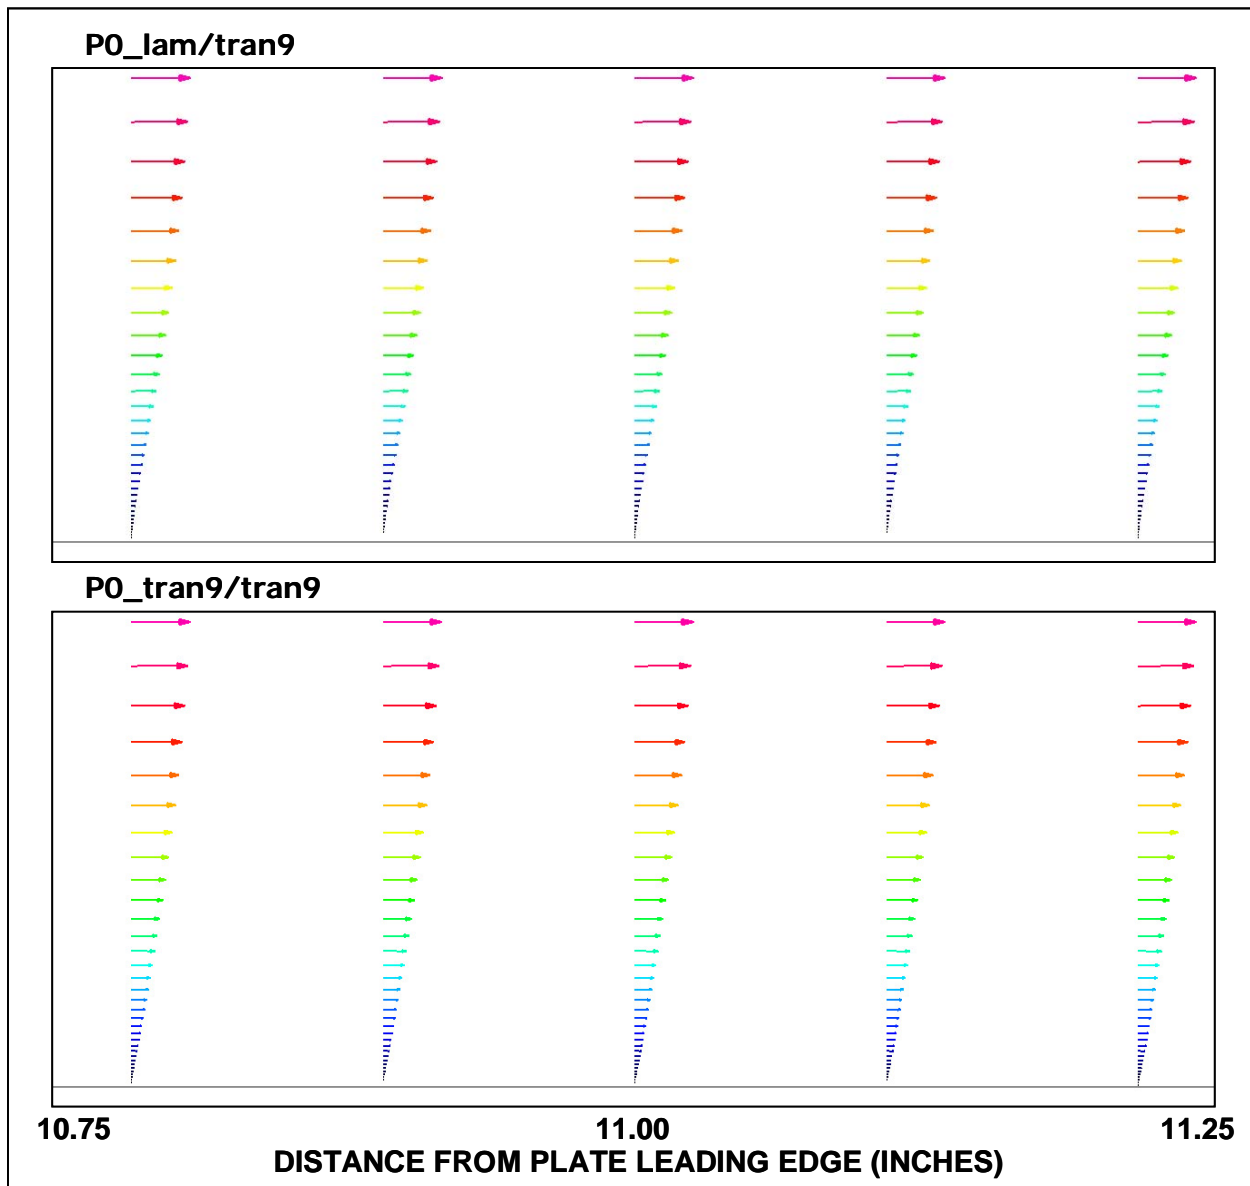 P0_lam/tran9
P0_tran9/tran9
10.75 11.00 11.25
DISTANCE FROM PLATE LEADING EDGE (INCHES)